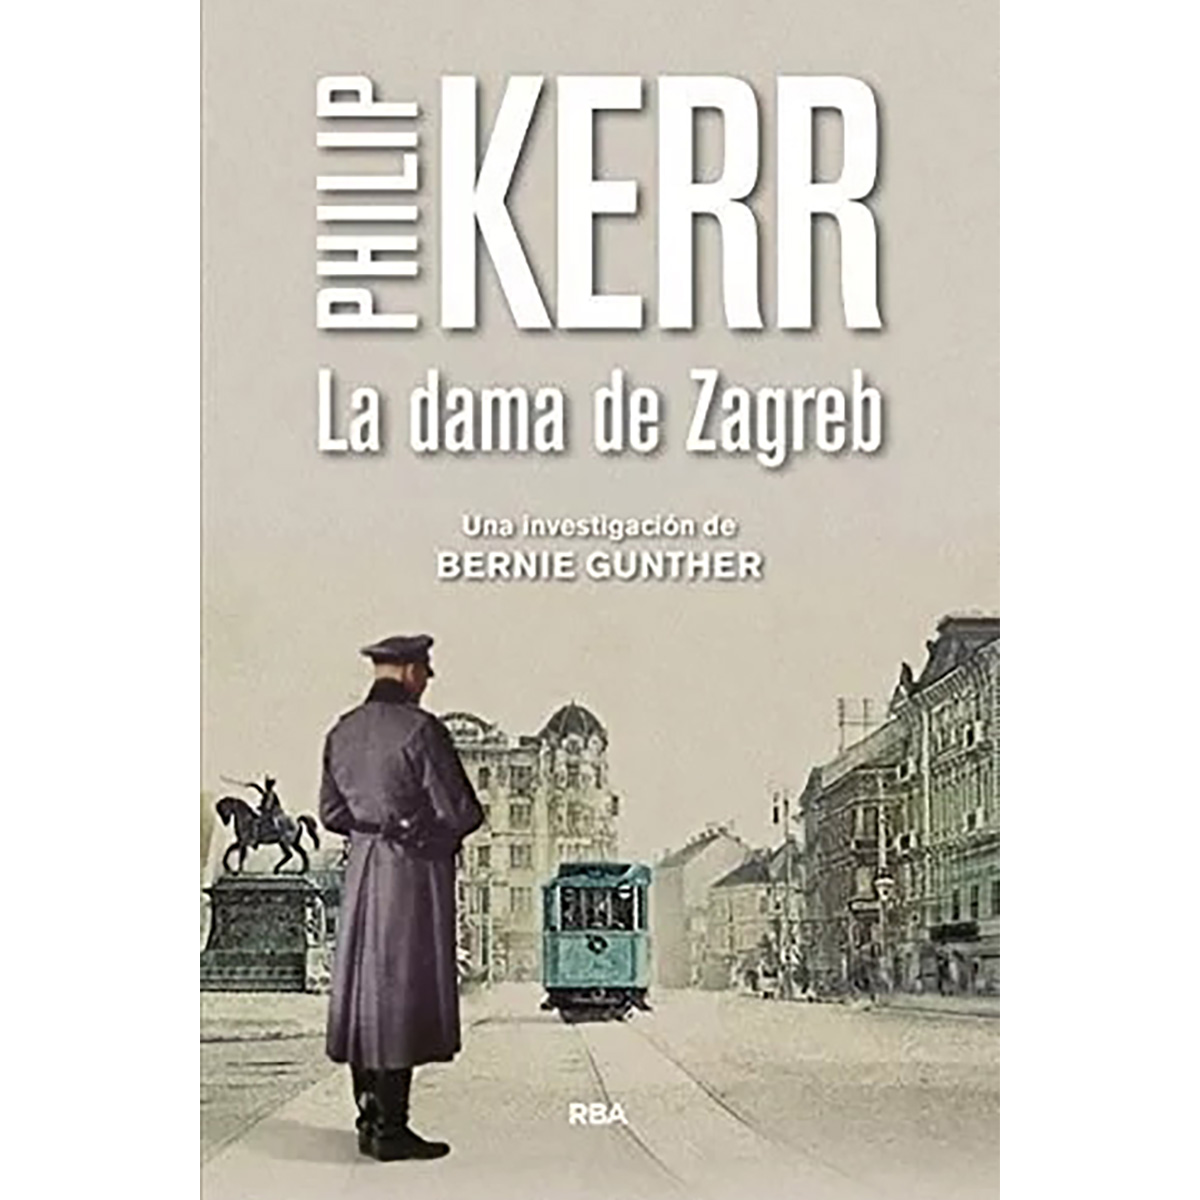 PHILIP
KERR
La dama de Zagreb
Una investigación de
BERNIE GUNTHER
RBA